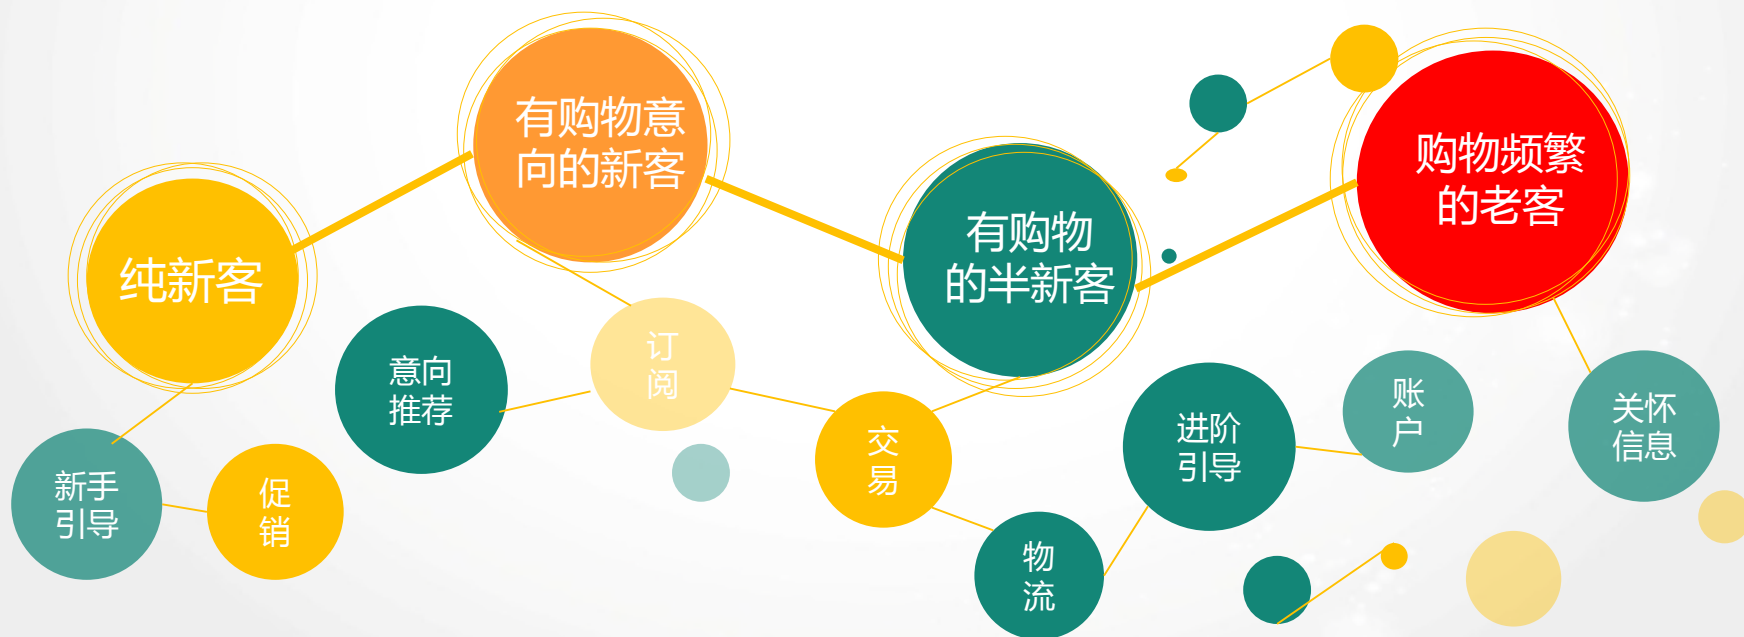 有购物意
向的新客
购物频繁
的老客
有购物
的半新客
纯新客
订
阅
意向
推荐
账
户
关怀
信息
进阶
引导
交
易
新手
引导
促
销
物
流